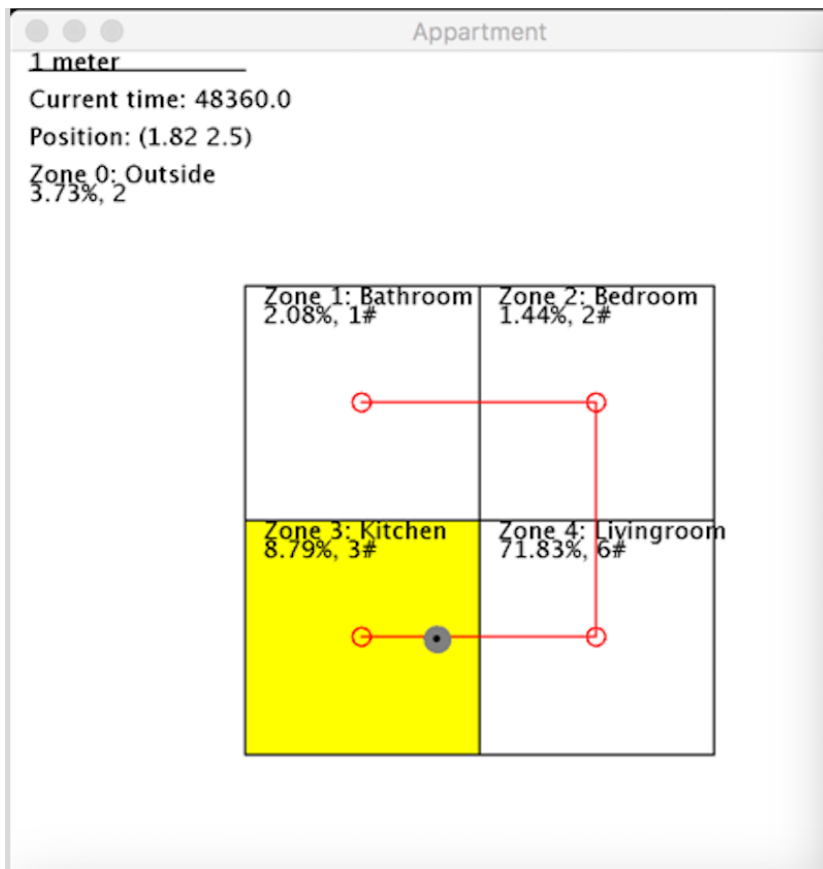 Appartment
1 meter
Current time: 48360.0
Position: (1.82 2.5)
Zone 0: Outside
3.73%, 2
Zone 1: Bathroom
2.08%, 1#
Zone 2: Bedroom
1.44%, 2#
Zone 3: Kitchen
8.79%, 3#
Zone 4: Livingroom
71.83%, 6#